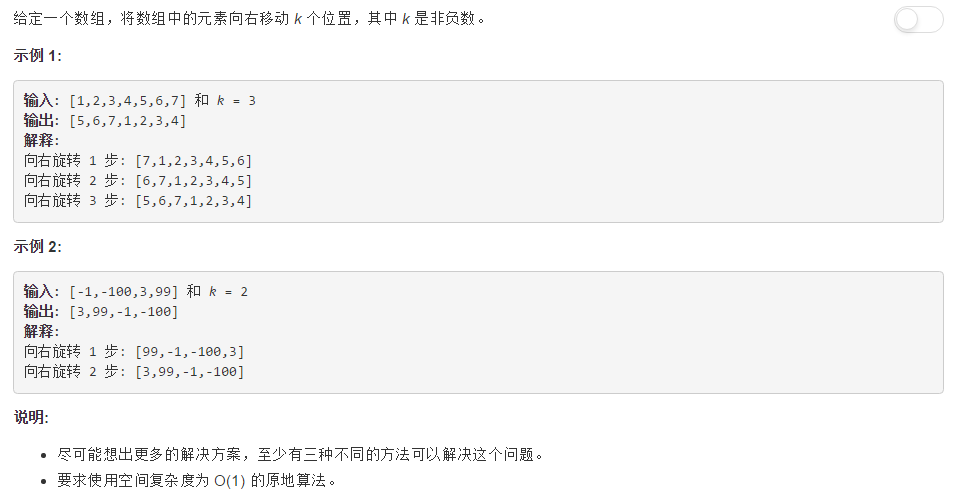 给定一个数组，将数组中的元素向右移动 k 个位置，其中 k 是非负数。
示例 1:
输入: [1,2,3,4,5,6,7] 和 k = 3
输出: [5,6,7,1,2,3,4]
解释:
向右旋转 1 步: [7,1,2,3,4,5,6]
向右旋转 2 步: [6,7,1,2,3,4,5]
向右旋转 3 步: [5,6,7,1,2,3,4]
示例 2:
输入: [-1,-100,3,99] 和 k = 2
输出: [3,99,-1,-100]
解释:
向右旋转 1 步: [99,-1,-100,3]
向右旋转 2 步: [3,99,-1,-100]
说明:
• 尽可能想出更多的解决方案，至少有三种不同的方法可以解决这个问题。
• 要求使用空间复杂度为 O(1) 的原地算法。